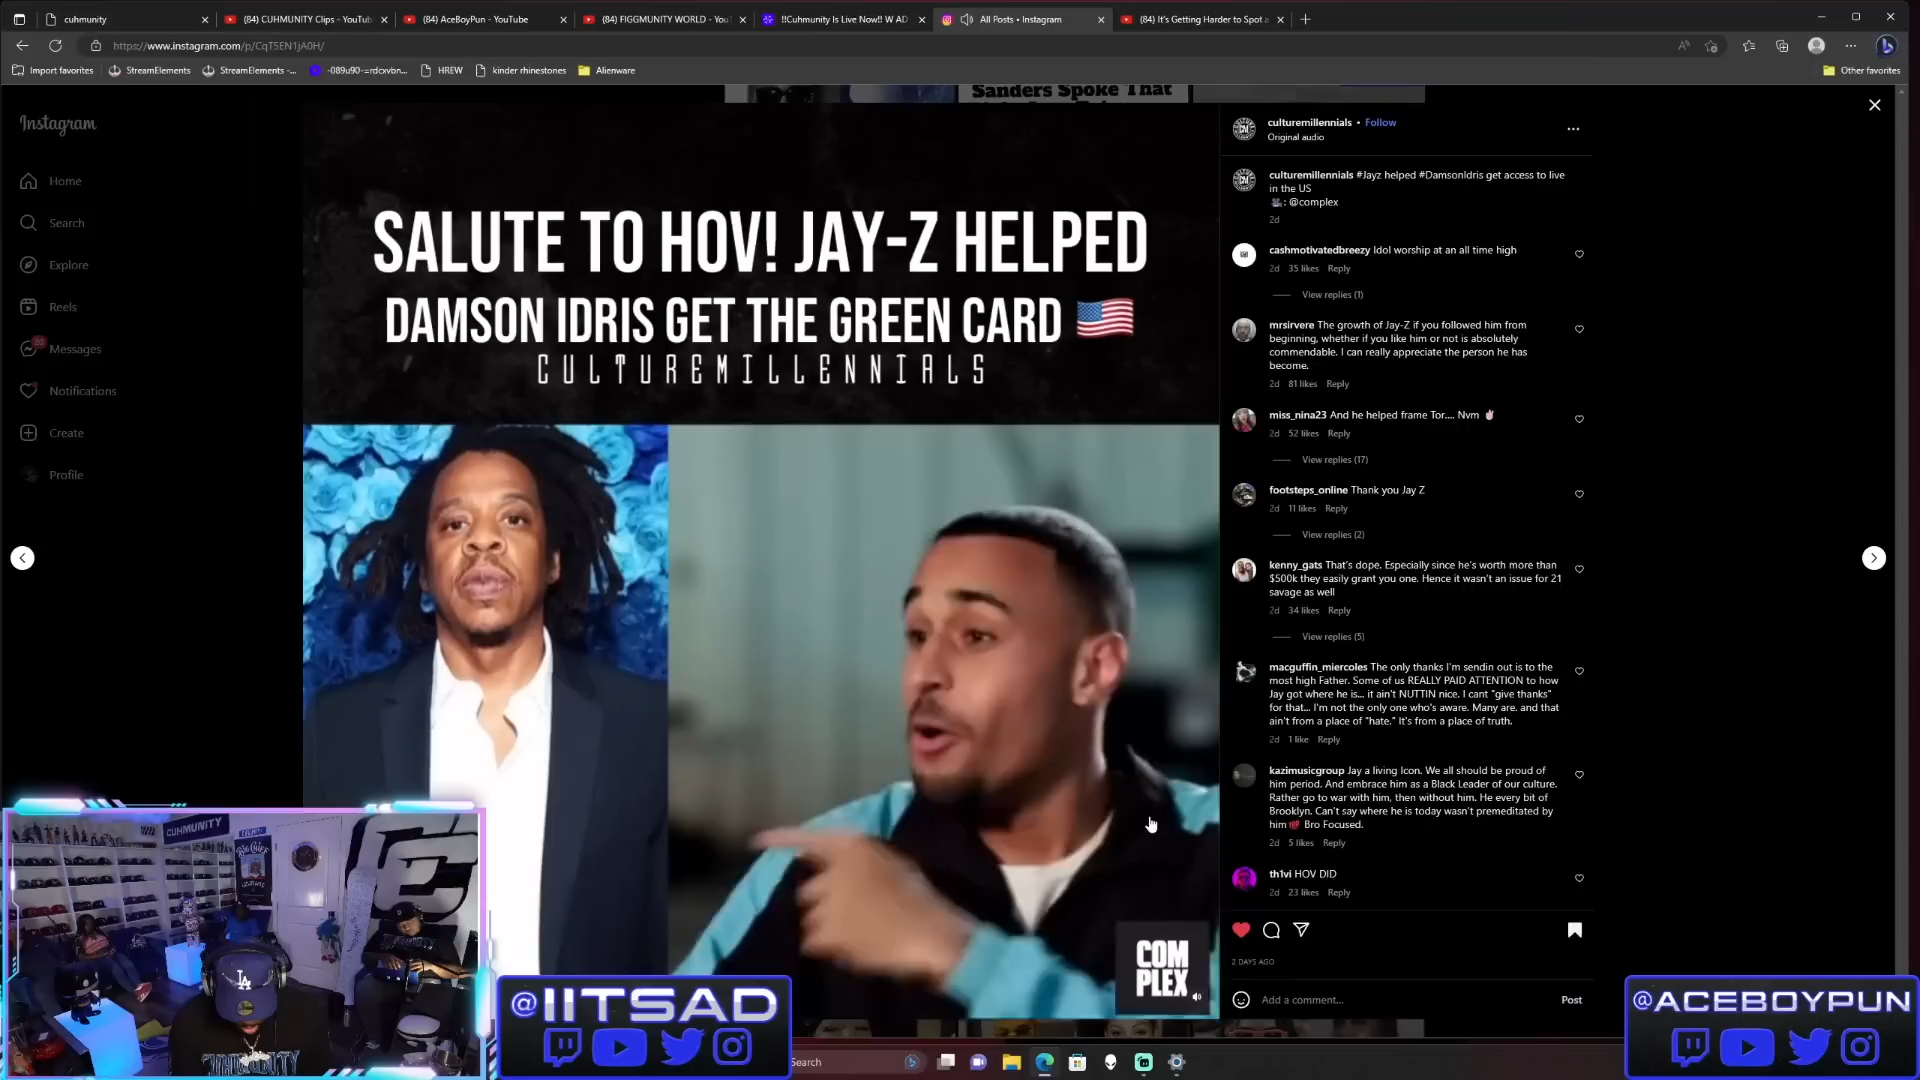 cuhmunity
(84) CUHMUNITY Clips - YouTub
(84) AceBoyPun - YouTube
(84) FIGGMUNITY WORLD - YouT
!!Cuhmunity Is Live Now!! W AD
All Posts • Instagram
(84) It's Getting Harder to Spot a
https://www.instagram.com/p/CqT5EN1jA0H/
Import favorites
StreamElements
StreamElements -...
-089u90-=rdcxvbn...
HREW
kinder rhinestones
Alienware
Other favorites
Sanders Spoke That
Instagram
Home
Search
Explore
Reels
20
Messages
Notifications
Create
Profile
SALUTE TO HOV! JAY-Z HELPED
DAMSON IDRIS GET THE GREEN CARD 🇺🇸
CULTUREMILLENNIALS
COM
PLEX
culturemillennials • Follow
Original audio
culturemillennials #Jayz helped #DamsonIdris get access to live
in the US
🎥: @complex
2d
cashmotivatedbreezy Idol worship at an all time high
2d 35 likes Reply
View replies (1)
mrsirvere The growth of Jay-Z if you followed him from
beginning, whether if you like him or not is absolutely
commendable. I can really appreciate the person he has
become.
2d 81 likes Reply
miss_nina23 And he helped frame Tor.... Nvm ✌🏻
2d 52 likes Reply
View replies (17)
footsteps_online Thank you Jay Z
2d 11 likes Reply
View replies (2)
kenny_gats That's dope. Especially since he's worth more than
$500k they easily grant you one. Hence it wasn't an issue for 21
savage as well
2d 34 likes Reply
View replies (5)
macguffin_miercoles The only thanks I'm sendin out is to the
most high Father. Some of us REALLY PAID ATTENTION to how
Jay got where he is... it ain't NUTTIN nice. I cant "give thanks"
for that... I'm not the only one who's aware. Many are. and that
ain't from a place of "hate." It's from a place of truth.
2d 1 like Reply
kazimusicgroup Jay a living Icon. We all should be proud of
him period. And embrace him as a Black Leader of our culture.
Rather go to war with him, then without him. He every bit of
Brooklyn. Can't say where he is today wasn't premeditated by
him💯 Bro Focused.
2d 5 likes Reply
th1vi HOV DID
2d 23 likes Reply
2 DAYS AGO
Add a comment...
Post
CUHMUNITY
LA
CUHMUNITY
@IITSAD
@ACEBOYPUN
Search